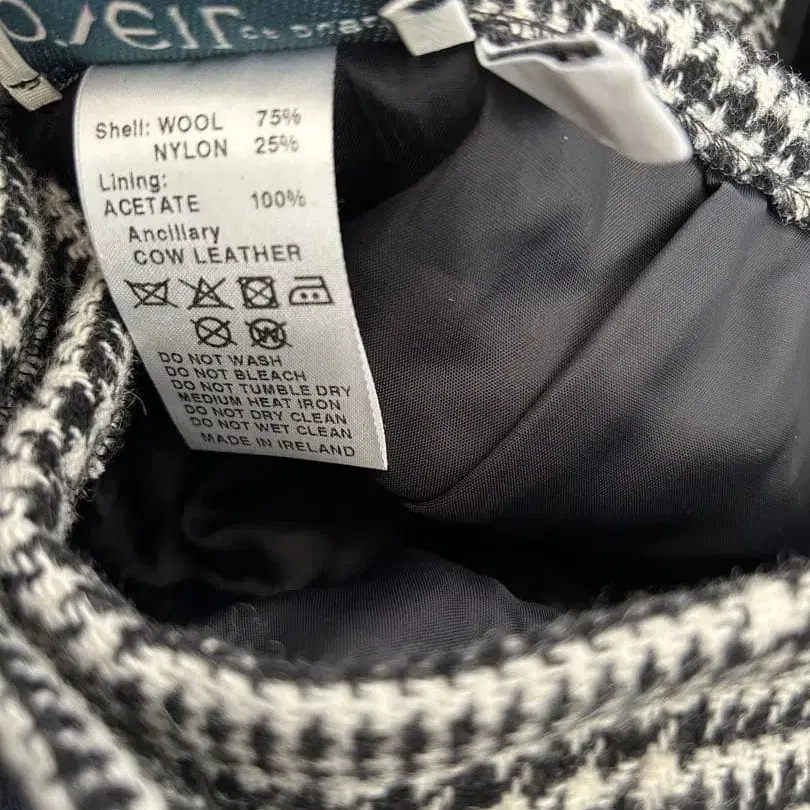 Shell: WOOL 75%
NYLON 25%
Lining:
ACETATE 100%
Ancillary
COW LEATHER
DO NOT WASH
DO NOT BLEACH
DO NOT TUMBLE DRY
MEDIUM HEAT IRON
DO NOT DRY CLEAN
DO NOT WET CLEAN
MADE IN IRELAND